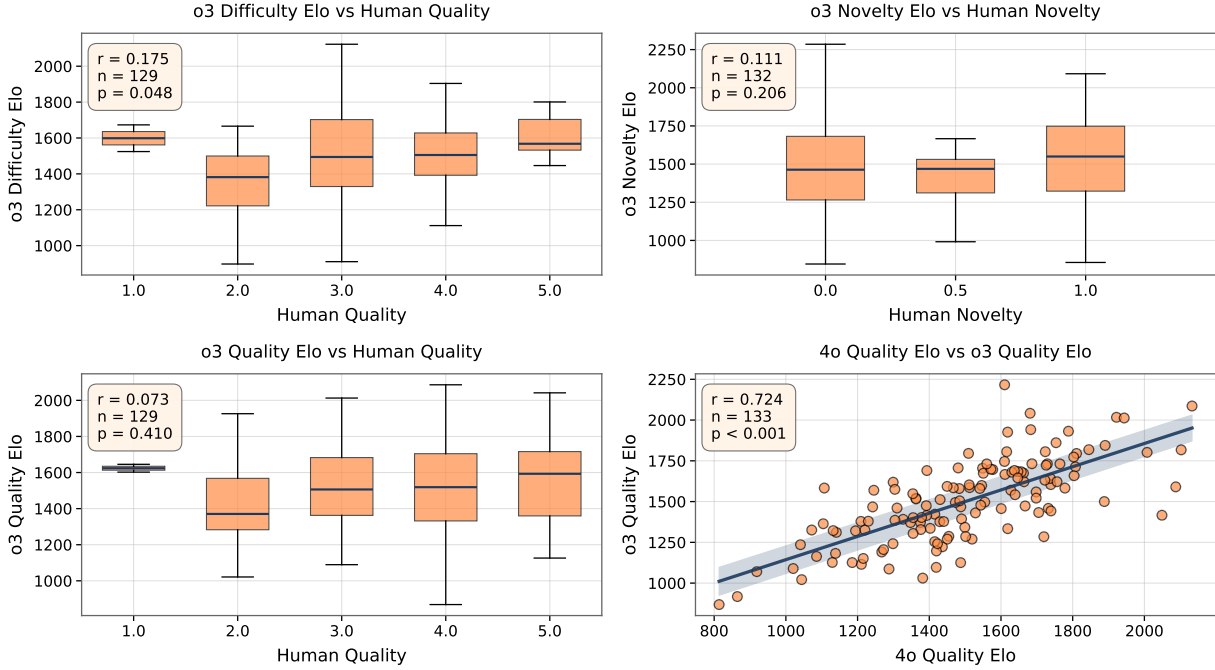 o3 Difficulty Elo vs Human Quality
r = 0.175
n = 129
p = 0.048
o3 Difficulty Elo
2000
1800
1600
1400
1200
1000
1.0 2.0 3.0 4.0 5.0
Human Quality
o3 Novelty Elo vs Human Novelty
r = 0.111
n = 132
p = 0.206
o3 Novelty Elo
2250
2000
1750
1500
1250
1000
0.0 0.5 1.0
Human Novelty
o3 Quality Elo vs Human Quality
r = 0.073
n = 129
p = 0.410
o3 Quality Elo
2000
1800
1600
1400
1200
1000
1.0 2.0 3.0 4.0 5.0
Human Quality
4o Quality Elo vs o3 Quality Elo
r = 0.724
n = 133
p < 0.001
o3 Quality Elo
2250
2000
1750
1500
1250
1000
800 1000 1200 1400 1600 1800 2000
4o Quality Elo